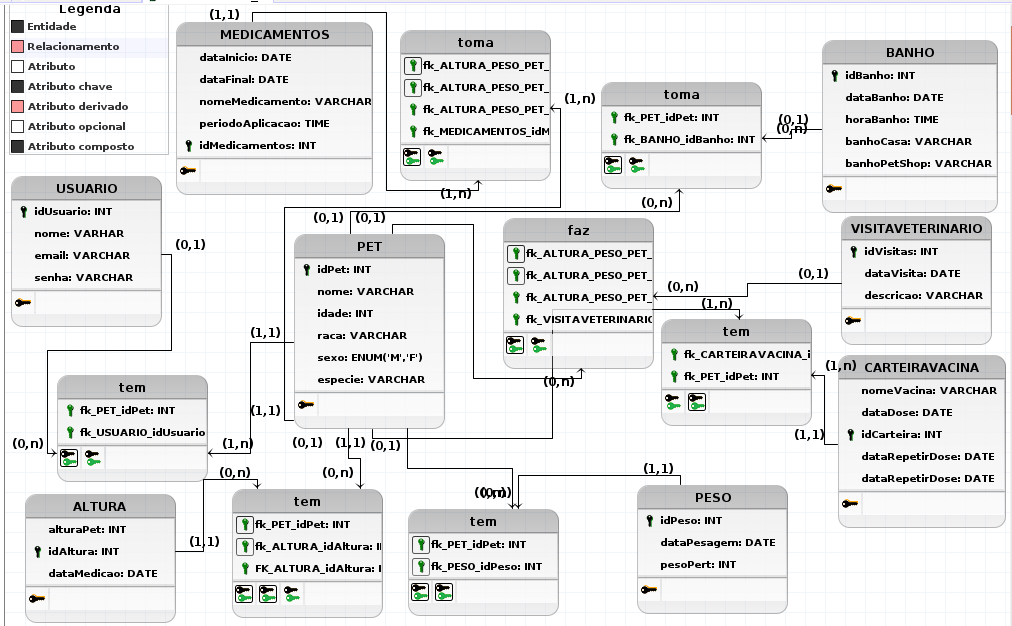 Legenda
Entidade
Relacionamento
Atributo
Atributo chave
Atributo derivado
Atributo opcional
Atributo composto
(1,1)
MEDICAMENTOS
dataInicio: DATE
dataFinal: DATE
nomeMedicamento: VARCHAR
periodoAplicacao: TIME
idMedicamentos: INT
toma
fk_ALTURA_PESO_PET_
fk_ALTURA_PESO_PET_
fk_ALTURA_PESO_PET_
fk_MEDICAMENTOS_idM
(1,n)
(1,n)
toma
fk_PET_idPet: INT
fk_BANHO_idBanho: INT
(0,n)
(0,1)
(0,n)
BANHO
idBanho: INT
dataBanho: DATE
horaBanho: TIME
banhoCasa: VARCHAR
banhoPetShop: VARCHAR
USUARIO
idUsuario: INT
nome: VARHAR
email: VARCHAR
senha: VARCHAR
(0,1)
(0,1)
(0,1)
PET
idPet: INT
nome: VARCHAR
idade: INT
raca: VARCHAR
sexo: ENUM('M','F')
especie: VARCHAR
(1,1)
(1,1)
(0,1)
(1,1)
(0,1)
faz
fk_ALTURA_PESO_PET_
fk_ALTURA_PESO_PET_
fk_ALTURA_PESO_PET_
fk_VISITAVETERINARIO
(0,n)
(0,n)
(0,1)
VISITAVETERINARIO
idVisitas: INT
dataVisita: DATE
descricao: VARCHAR
(1,n)
tem
fk_CARTEIRAVACINA_i
fk_PET_idPet: INT
(1,n)
(1,1)
CARTEIRAVACINA
nomeVacina: VARCHAR
dataDose: DATE
idCarteira: INT
dataRepetirDose: DATE
dataRepetirDose: DATE
tem
fk_PET_idPet: INT
fk_USUARIO_idUsuario
(0,n)
(1,n)
ALTURA
alturaPet: INT
idAltura: INT
dataMedicao: DATE
(1,1)
(0,n)
(0,n)
tem
fk_PET_idPet: INT
fk_ALTURA_idAltura: I
FK_ALTURA_idAltura: I
tem
fk_PET_idPet: INT
fk_PESO_idPeso: INT
(1,1)
PESO
idPeso: INT
dataPesagem: DATE
pesoPert: INT